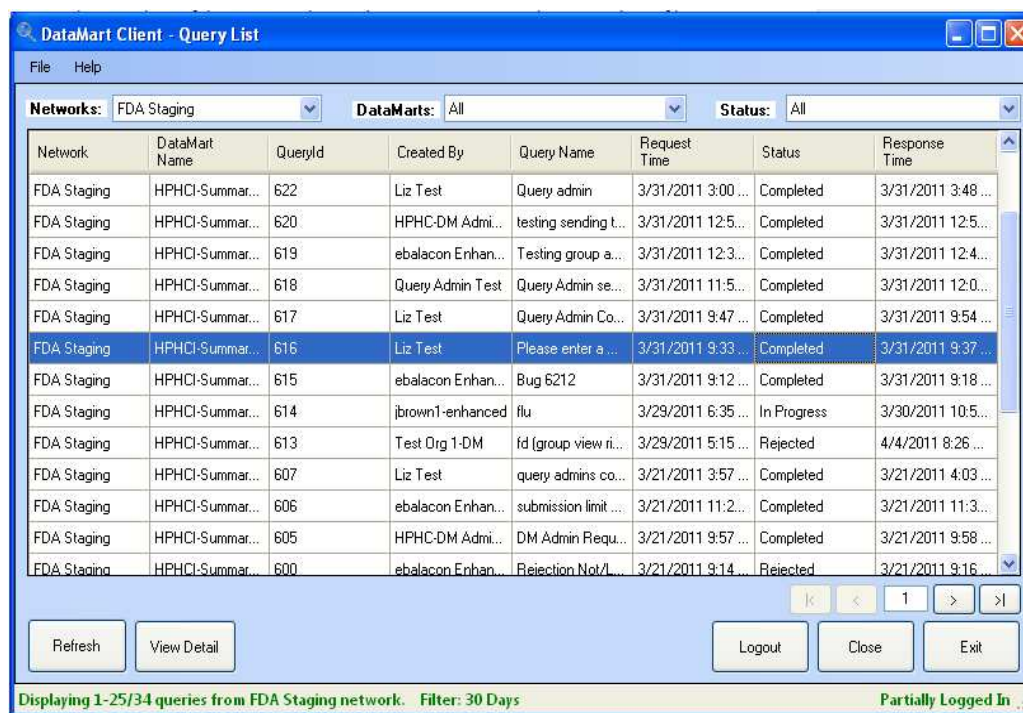 DataMart Client - Query List
File Help
Networks: FDA Staging DataMarts: All Status: All
Network DataMart Name QueryId Created By Query Name Request Time Status Response Time
FDA Staging HPHCI-Summar... 622 Liz Test Query admin 3/31/2011 3:00 ... Completed 3/31/2011 3:48 ...
FDA Staging HPHCI-Summar... 620 HPHC-DM Admi... testing sending t... 3/31/2011 12:5... Completed 3/31/2011 12:5...
FDA Staging HPHCI-Summar... 619 ebalacon Enhan... Testing group a... 3/31/2011 12:3... Completed 3/31/2011 12:4...
FDA Staging HPHCI-Summar... 618 Query Admin Test Query Admin se... 3/31/2011 11:5... Completed 3/31/2011 12:0...
FDA Staging HPHCI-Summar... 617 Liz Test Query Admin Co... 3/31/2011 9:47 ... Completed 3/31/2011 9:54 ...
FDA Staging HPHCI-Summar... 616 Liz Test Please enter a ... 3/31/2011 9:33 ... Completed 3/31/2011 9:37 ...
FDA Staging HPHCI-Summar... 615 ebalacon Enhan... Bug 6212 3/31/2011 9:12 ... Completed 3/31/2011 9:18 ...
FDA Staging HPHCI-Summar... 614 jbrown1-enhanced flu 3/29/2011 6:35 ... In Progress 3/30/2011 10:5...
FDA Staging HPHCI-Summar... 613 Test Org 1-DM fd (group view ri... 3/29/2011 5:15 ... Rejected 4/4/2011 8:26 ...
FDA Staging HPHCI-Summar... 607 Liz Test query admins co... 3/21/2011 3:57 ... Completed 3/21/2011 4:03 ...
FDA Staging HPHCI-Summar... 606 ebalacon Enhan... submission limit ... 3/21/2011 11:2... Completed 3/21/2011 11:3...
FDA Staging HPHCI-Summar... 605 HPHC-DM Admi... DM Admin Requ... 3/21/2011 9:57 ... Completed 3/21/2011 9:58 ...
FDA Staging HPHCI-Summar... 600 ebalacon Enhan... Rejection Not/L... 3/21/2011 9:14 ... Rejected 3/21/2011 9:16 ...
|< < 1 > >|
Refresh View Detail Logout Close Exit
Displaying 1-25/34 queries from FDA Staging network. Filter: 30 Days Partially Logged In